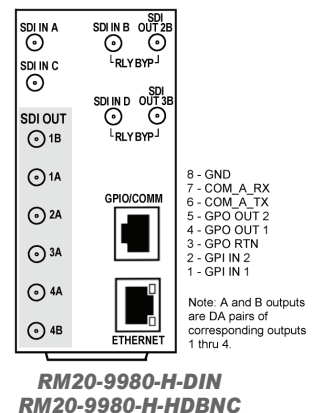 SDI IN A
SDI IN B
SDI
OUT 2B
RLY BYP
SDI IN C
SDI IN D
SDI
OUT 3B
RLY BYP
SDI OUT
1B
1A
2A
3A
4A
4B
GPIO/COMM
ETHERNET
8 - GND
7 - COM_A_RX
6 - COM_A_TX
5 - GPO OUT 2
4 - GPO OUT 1
3 - GPO RTN
2 - GPI IN 2
1 - GPI IN 1
Note: A and B outputs
are DA pairs of
corresponding outputs
1 thru 4.
RM20-9980-H-DIN
RM20-9980-H-HDBNC